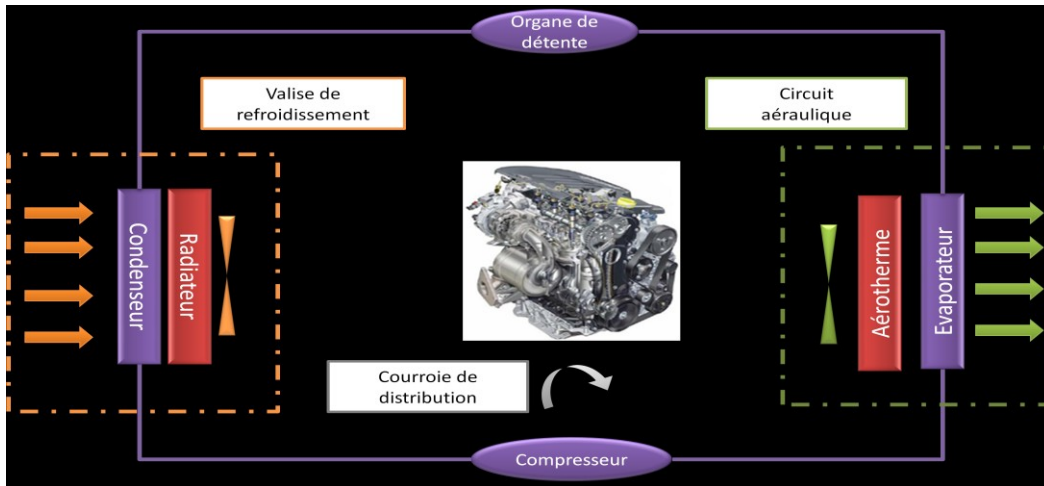 Organe de
détente
Valise de
refroidissement
Circuit
aéraulique
Condenseur
Radiateur
Aérotherme
Evaporateur
Courroie de
distribution
Compresseur